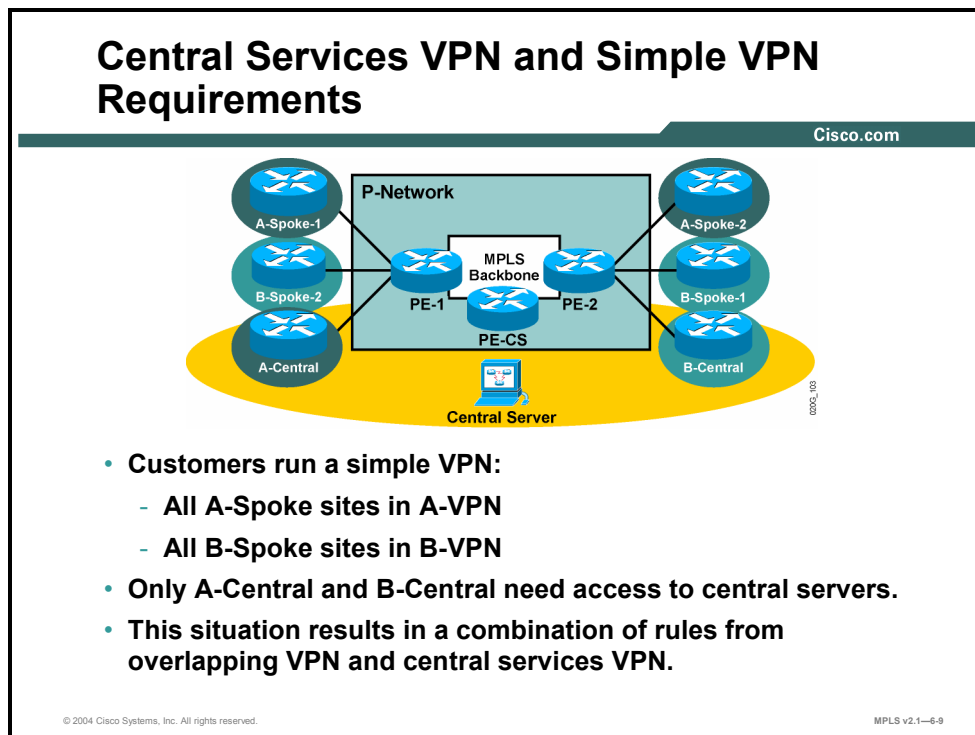 Central Services VPN and Simple VPN
Requirements
Cisco.com
P-Network
A-Spoke-1
A-Spoke-2
MPLS
Backbone
B-Spoke-2
B-Spoke-1
PE-1
PE-2
PE-CS
A-Central
B-Central
Central Server
020G_103
• Customers run a simple VPN:
- All A-Spoke sites in A-VPN
- All B-Spoke sites in B-VPN
• Only A-Central and B-Central need access to central servers.
• This situation results in a combination of rules from
overlapping VPN and central services VPN.
© 2004 Cisco Systems, Inc. All rights reserved.
MPLS v2.1—6-9